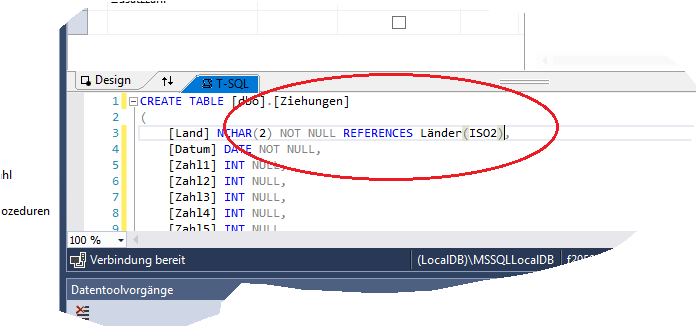 Design
T-SQL
1 CREATE TABLE [dbo].[Ziehungen]
2 (
3 [Land] NCHAR(2) NOT NULL REFERENCES Länder(ISO2),
4 [Datum] DATE NOT NULL,
5 [Zahl1] INT NULL,
6 [Zahl2] INT NULL,
7 [Zahl3] INT NULL,
8 [Zahl4] INT NULL,
9 [Zahl5] INT NULL,
hl
ozeduren
100 %
Verbindung bereit
(LocalDB)\MSSQLLocalDB
Datentoolvorgänge